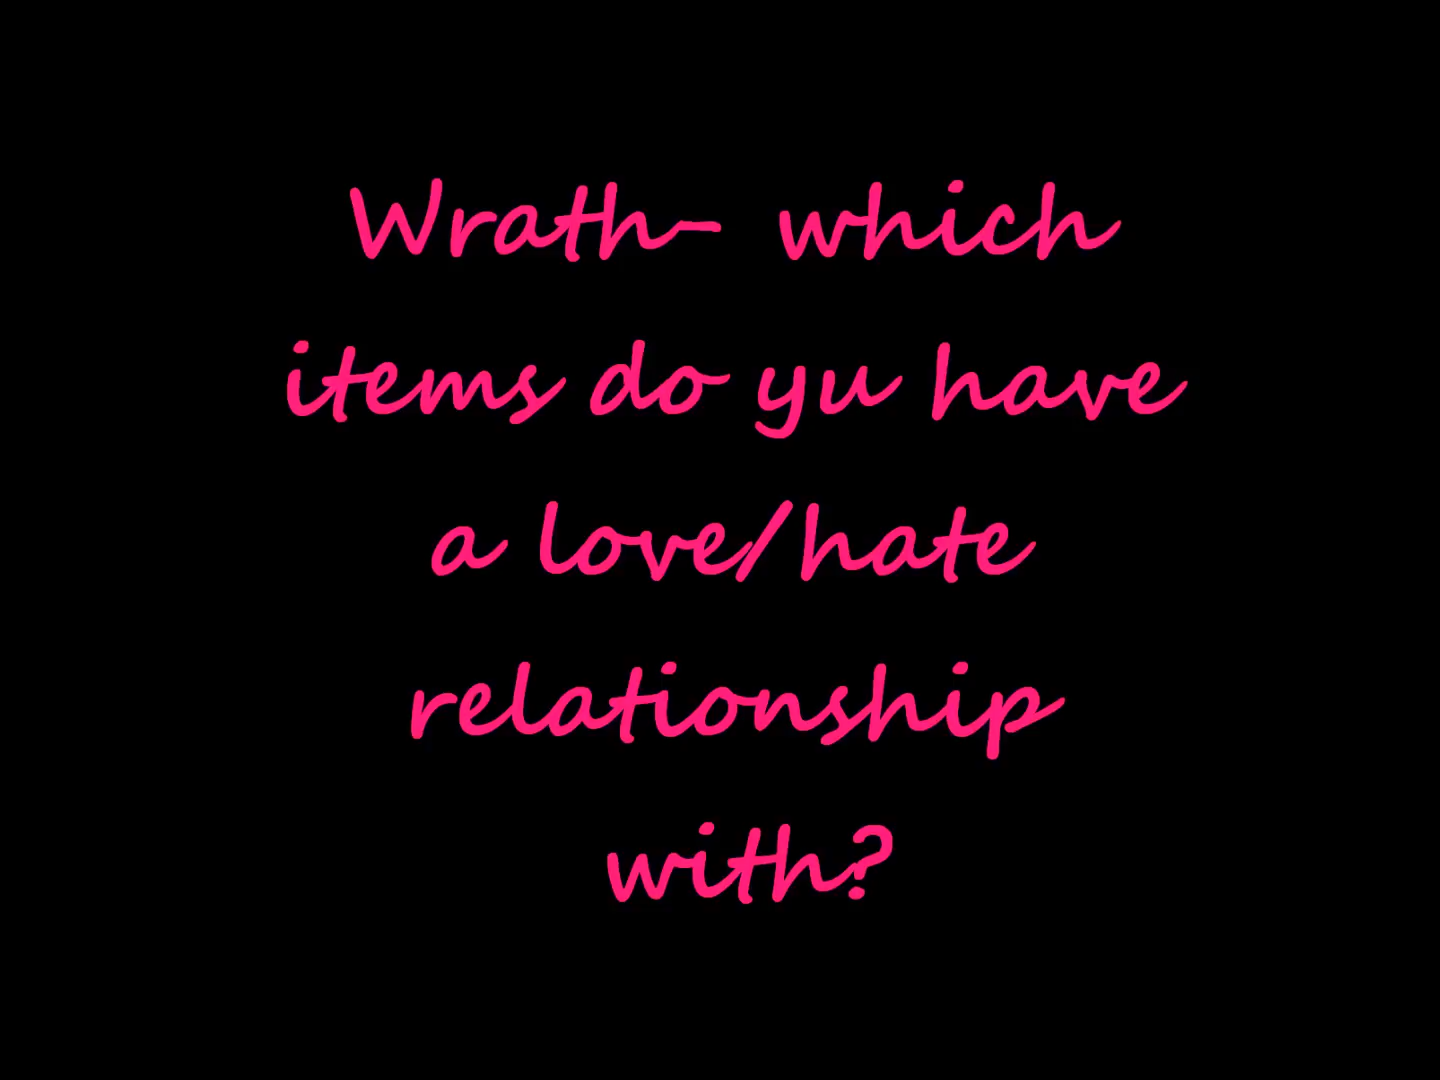 Wrath- which
items do yu have
a love/hate
relationship
with?